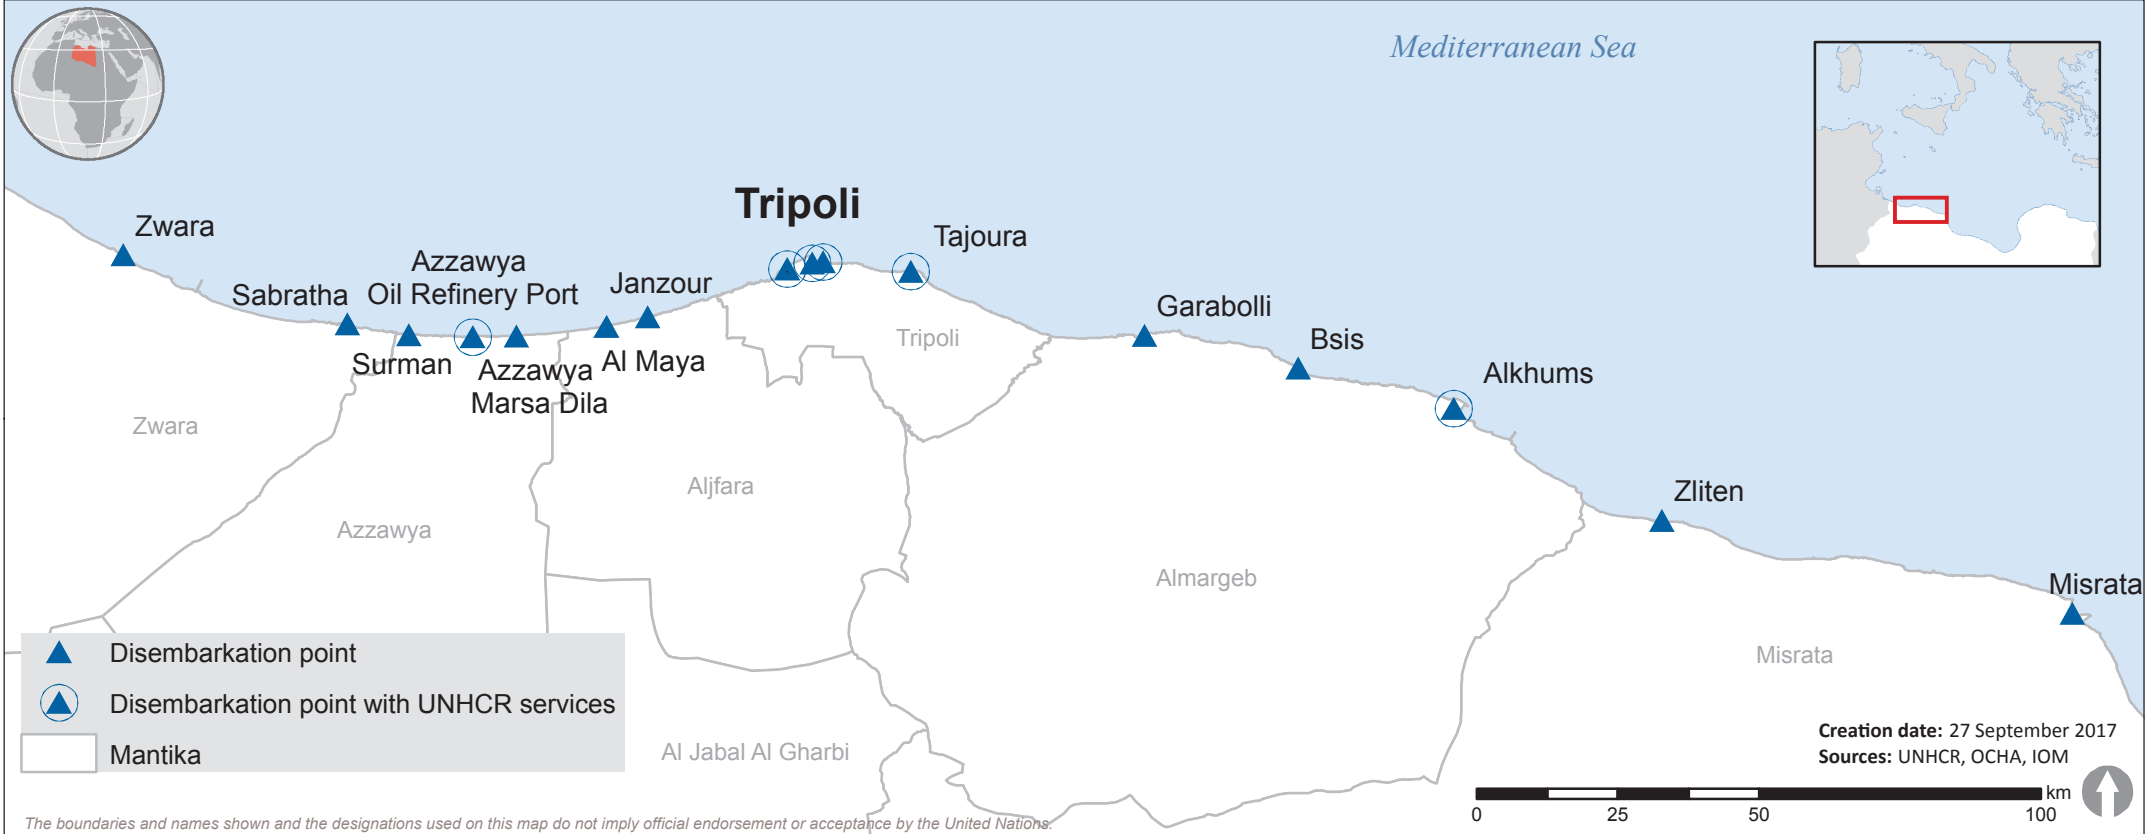 Mediterranean Sea
Tripoli
Zwara
Tajoura
Azzawya
Oil Refinery Port
Janzour
Sabratha
Garabolli
Bsis
Surman
Azzawya
Marsa Dila
Al Maya
Tripoli
Alkhums
Zwara
Aljfara
Zliten
Azzawya
Almargeb
Misrata
Misrata
Disembarkation point
Disembarkation point with UNHCR services
Mantika
Al Jabal Al Gharbi
Creation date: 27 September 2017
Sources: UNHCR, OCHA, IOM
km
0 25 50 100
The boundaries and names shown and the designations used on this map do not imply official endorsement or acceptance by the United Nations.